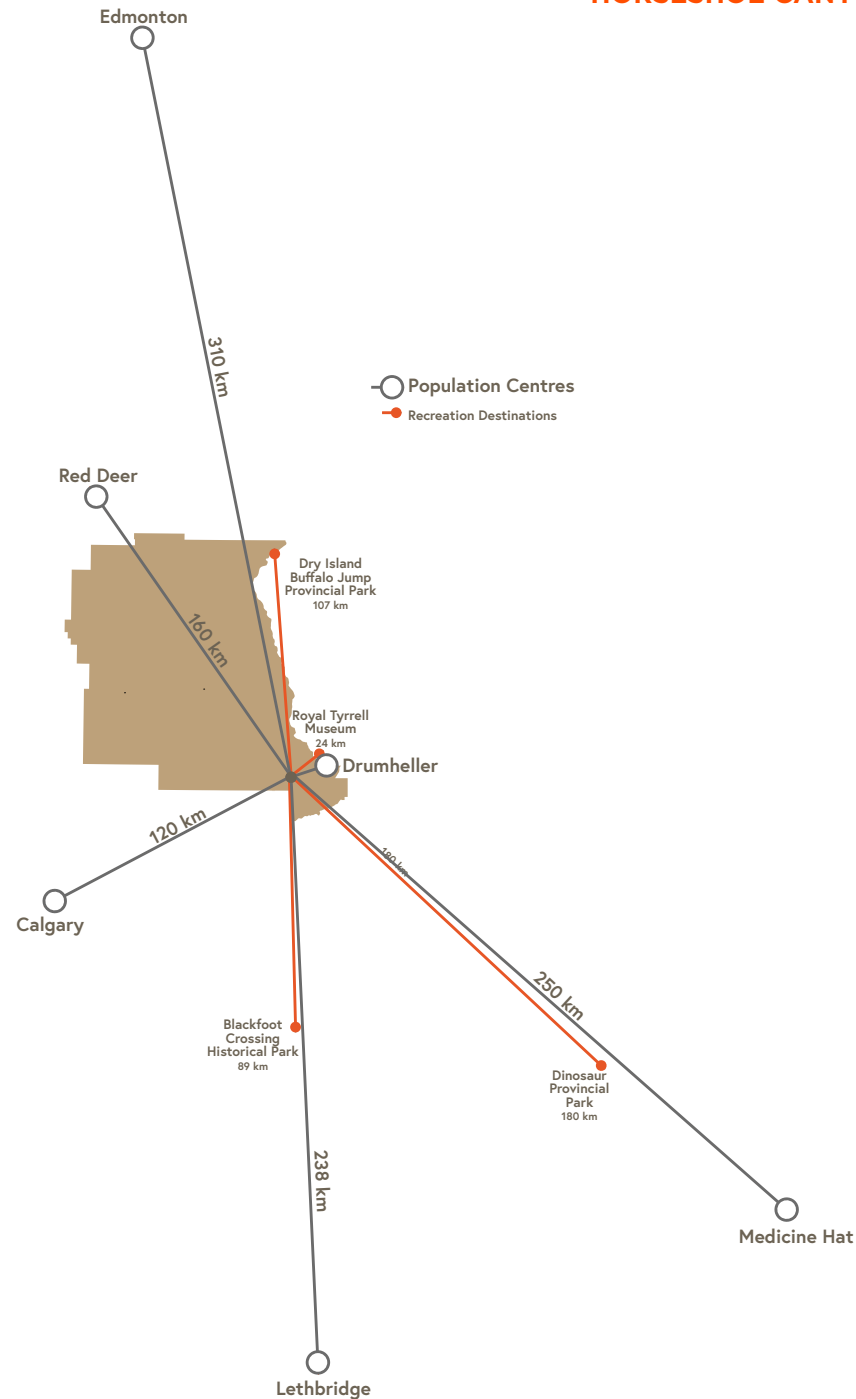 Edmonton
310 km
Population Centres
Recreation Destinations
Red Deer
Dry Island
Buffalo Jump
Provincial Park
107 km
160 km
Royal Tyrrell
Museum
24 km
Drumheller
120 km
180 km
Calgary
250 km
Blackfoot
Crossing
Historical Park
89 km
Dinosaur
Provincial
Park
180 km
238 km
Medicine Hat
Lethbridge